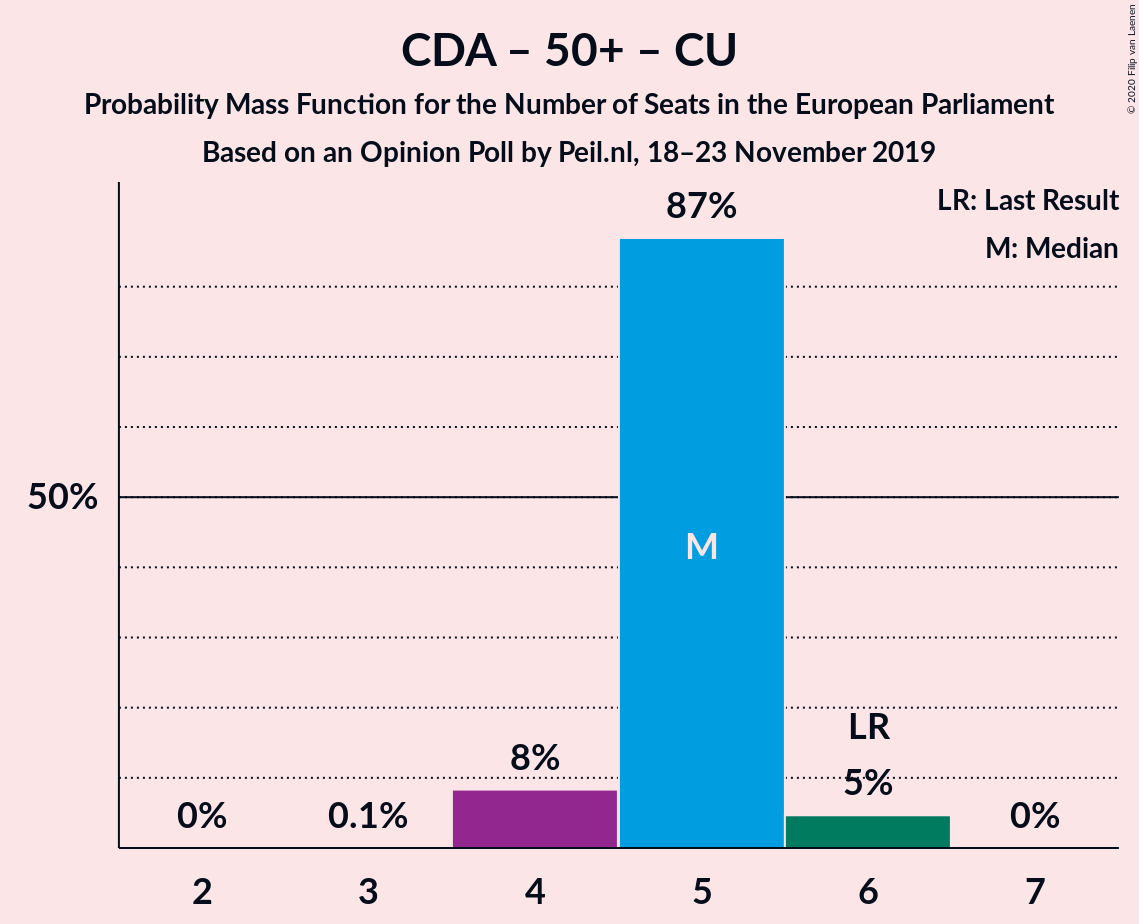 CDA – 50+ – CU
Probability Mass Function for the Number of Seats in the European Parliament
Based on an Opinion Poll by Peil.nl, 18–23 November 2019
© 2020 Filip van Laenen
LR: Last Result
M: Median
87%
50%
M
LR
8%
5%
0%
0.1%
0%
2
3
4
5
6
7